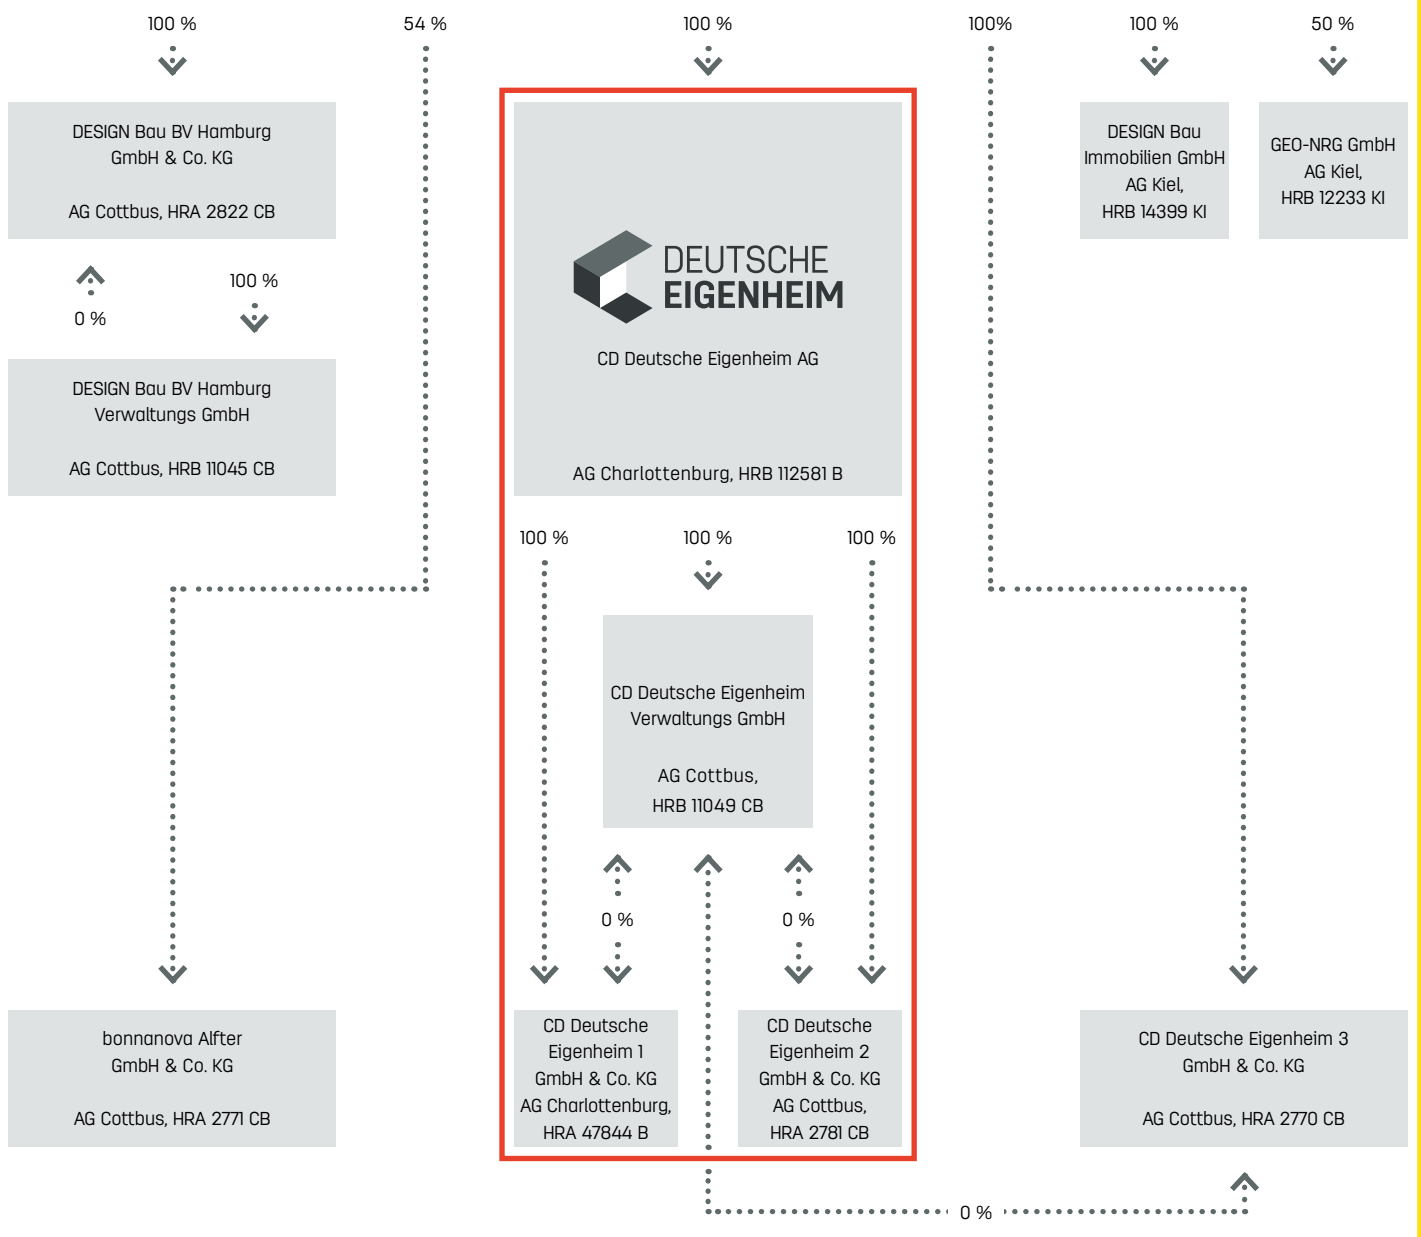 100 %
54 %
100 %
100%
100 %
50 %
DESIGN Bau BV Hamburg
GmbH & Co. KG
AG Cottbus, HRA 2822 CB
0 %
100 %
DESIGN Bau BV Hamburg
Verwaltungs GmbH
AG Cottbus, HRB 11045 CB
DEUTSCHE
EIGENHEIM
CD Deutsche Eigenheim AG
AG Charlottenburg, HRB 112581 B
DESIGN Bau
Immobilien GmbH
AG Kiel,
HRB 14399 KI
GEO-NRG GmbH
AG Kiel,
HRB 12233 KI
100 %
100 %
100 %
CD Deutsche Eigenheim
Verwaltungs GmbH
AG Cottbus,
HRB 11049 CB
0 %
0 %
bonnanova Alfter
GmbH & Co. KG
AG Cottbus, HRA 2771 CB
CD Deutsche
Eigenheim 1
GmbH & Co. KG
AG Charlottenburg,
HRA 47844 B
CD Deutsche
Eigenheim 2
GmbH & Co. KG
AG Cottbus,
HRA 2781 CB
CD Deutsche Eigenheim 3
GmbH & Co. KG
AG Cottbus, HRA 2770 CB
0 %